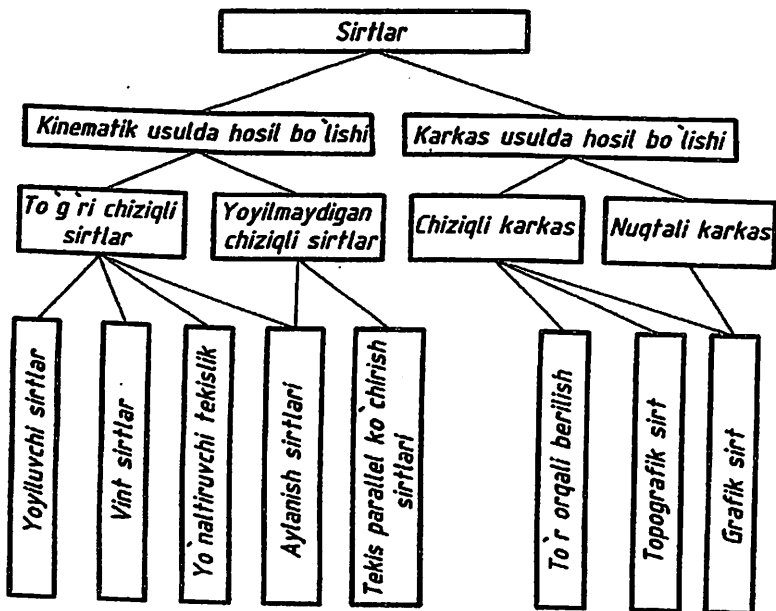 Sirtlar
Kinematik usulda hosil bo`lishi
Karkas usulda hosil bo`lishi
To`g`ri chiziqli
sirtlar
Yoyilmaydigan
chiziqli sirtlar
Chiziqli karkas
Nuqtali karkas
Yoyiluvchi sirtlar
Vint sirtlar
Yo`naltiruvchi tekislik
Aylanish sirtlari
Tekis parallel ko`chirish
sirtlari
To`r orqali berilish
Topografik sirt
Grafik sirt